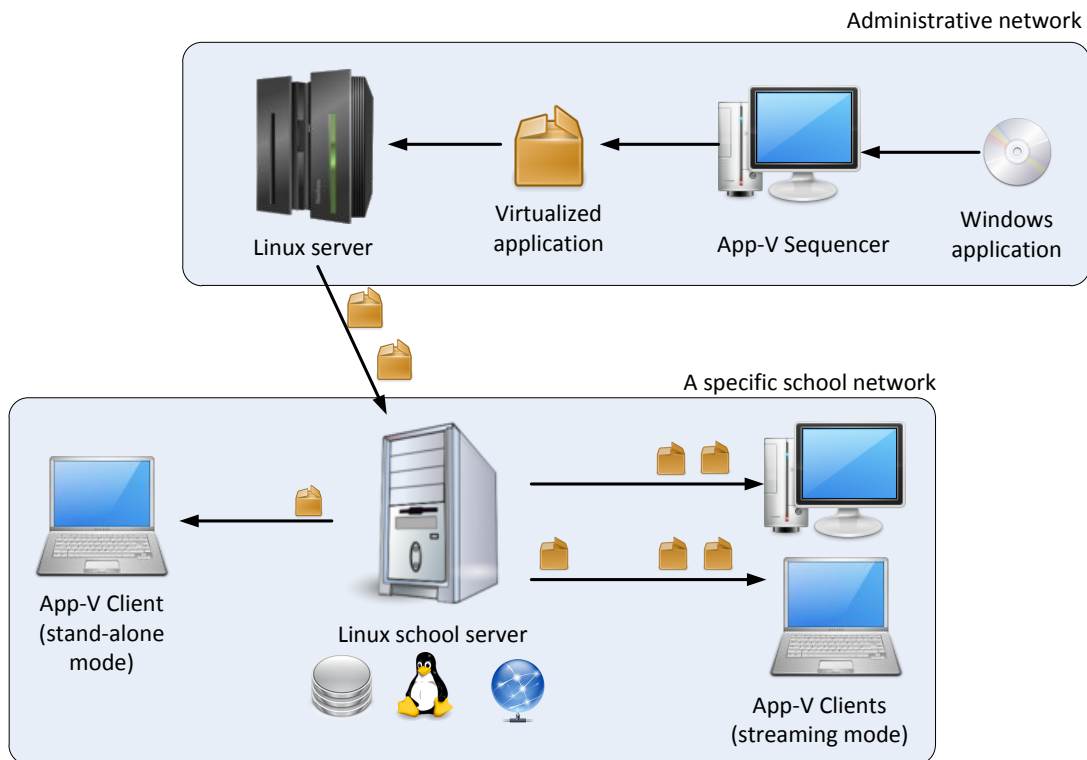 Administrative network
Linux server
Virtualized
application
App-V Sequencer
Windows
application
A specific school network
App-V Client
(stand-alone
mode)
Linux school server
App-V Clients
(streaming mode)